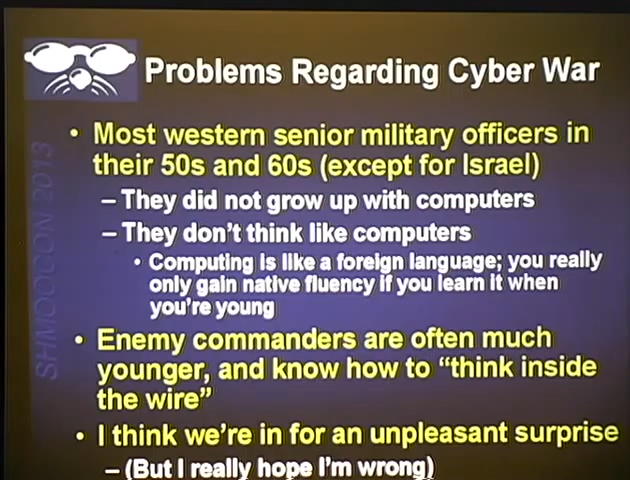 Problems Regarding Cyber War
• Most western senior military officers in
their 50s and 60s (except for Israel)
– They did not grow up with computers
– They don't think like computers
• Computing is like a foreign language; you really
only gain native fluency if you learn it when
you're young
• Enemy commanders are often much
younger, and know how to “think inside
the wire”
• I think we're in for an unpleasant surprise
– (But I really hope I'm wrong)
SHMOOCON 2013